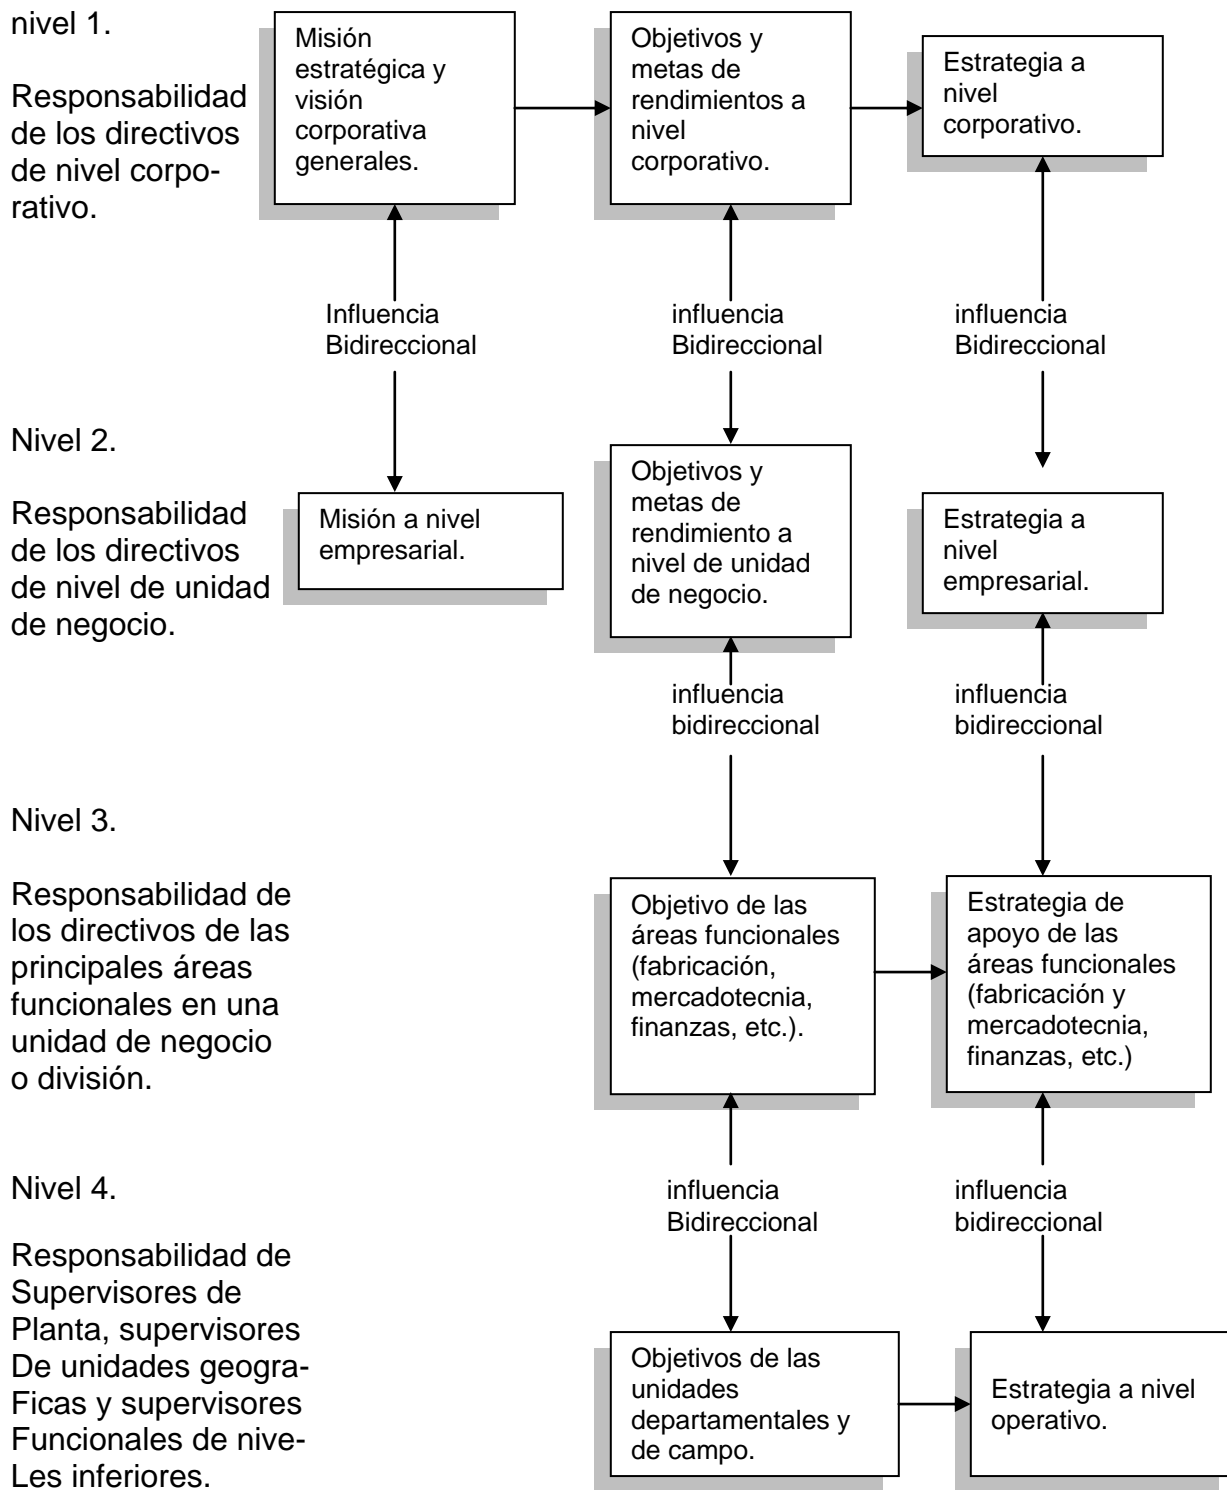 nivel 1.
Responsabilidad
de los directivos
de nivel corpo-
rativo.
Misión
estratégica y
visión
corporativa
generales.
Objetivos y
metas de
rendimientos a
nivel
corporativo.
Estrategia a
nivel
corporativo.
Influencia
Bidireccional
influencia
Bidireccional
influencia
Bidireccional
Nivel 2.
Responsabilidad
de los directivos
de nivel de unidad
de negocio.
Misión a nivel
empresarial.
Objetivos y
metas de
rendimiento a
nivel de unidad
de negocio.
Estrategia a
nivel
empresarial.
influencia
bidireccional
influencia
bidireccional
Nivel 3.
Responsabilidad de
los directivos de las
principales áreas
funcionales en una
unidad de negocio
o división.
Objetivo de las
áreas funcionales
(fabricación,
mercadotecnia,
finanzas, etc.).
Estrategia de
apoyo de las
áreas funcionales
(fabricación y
mercadotecnia,
finanzas, etc.)
influencia
Bidireccional
influencia
bidireccional
Nivel 4.
Responsabilidad de
Supervisores de
Planta, supervisores
De unidades geogra-
Ficas y supervisores
Funcionales de nive-
Les inferiores.
Objetivos de las
unidades
departamentales y
de campo.
Estrategia a nivel
operativo.